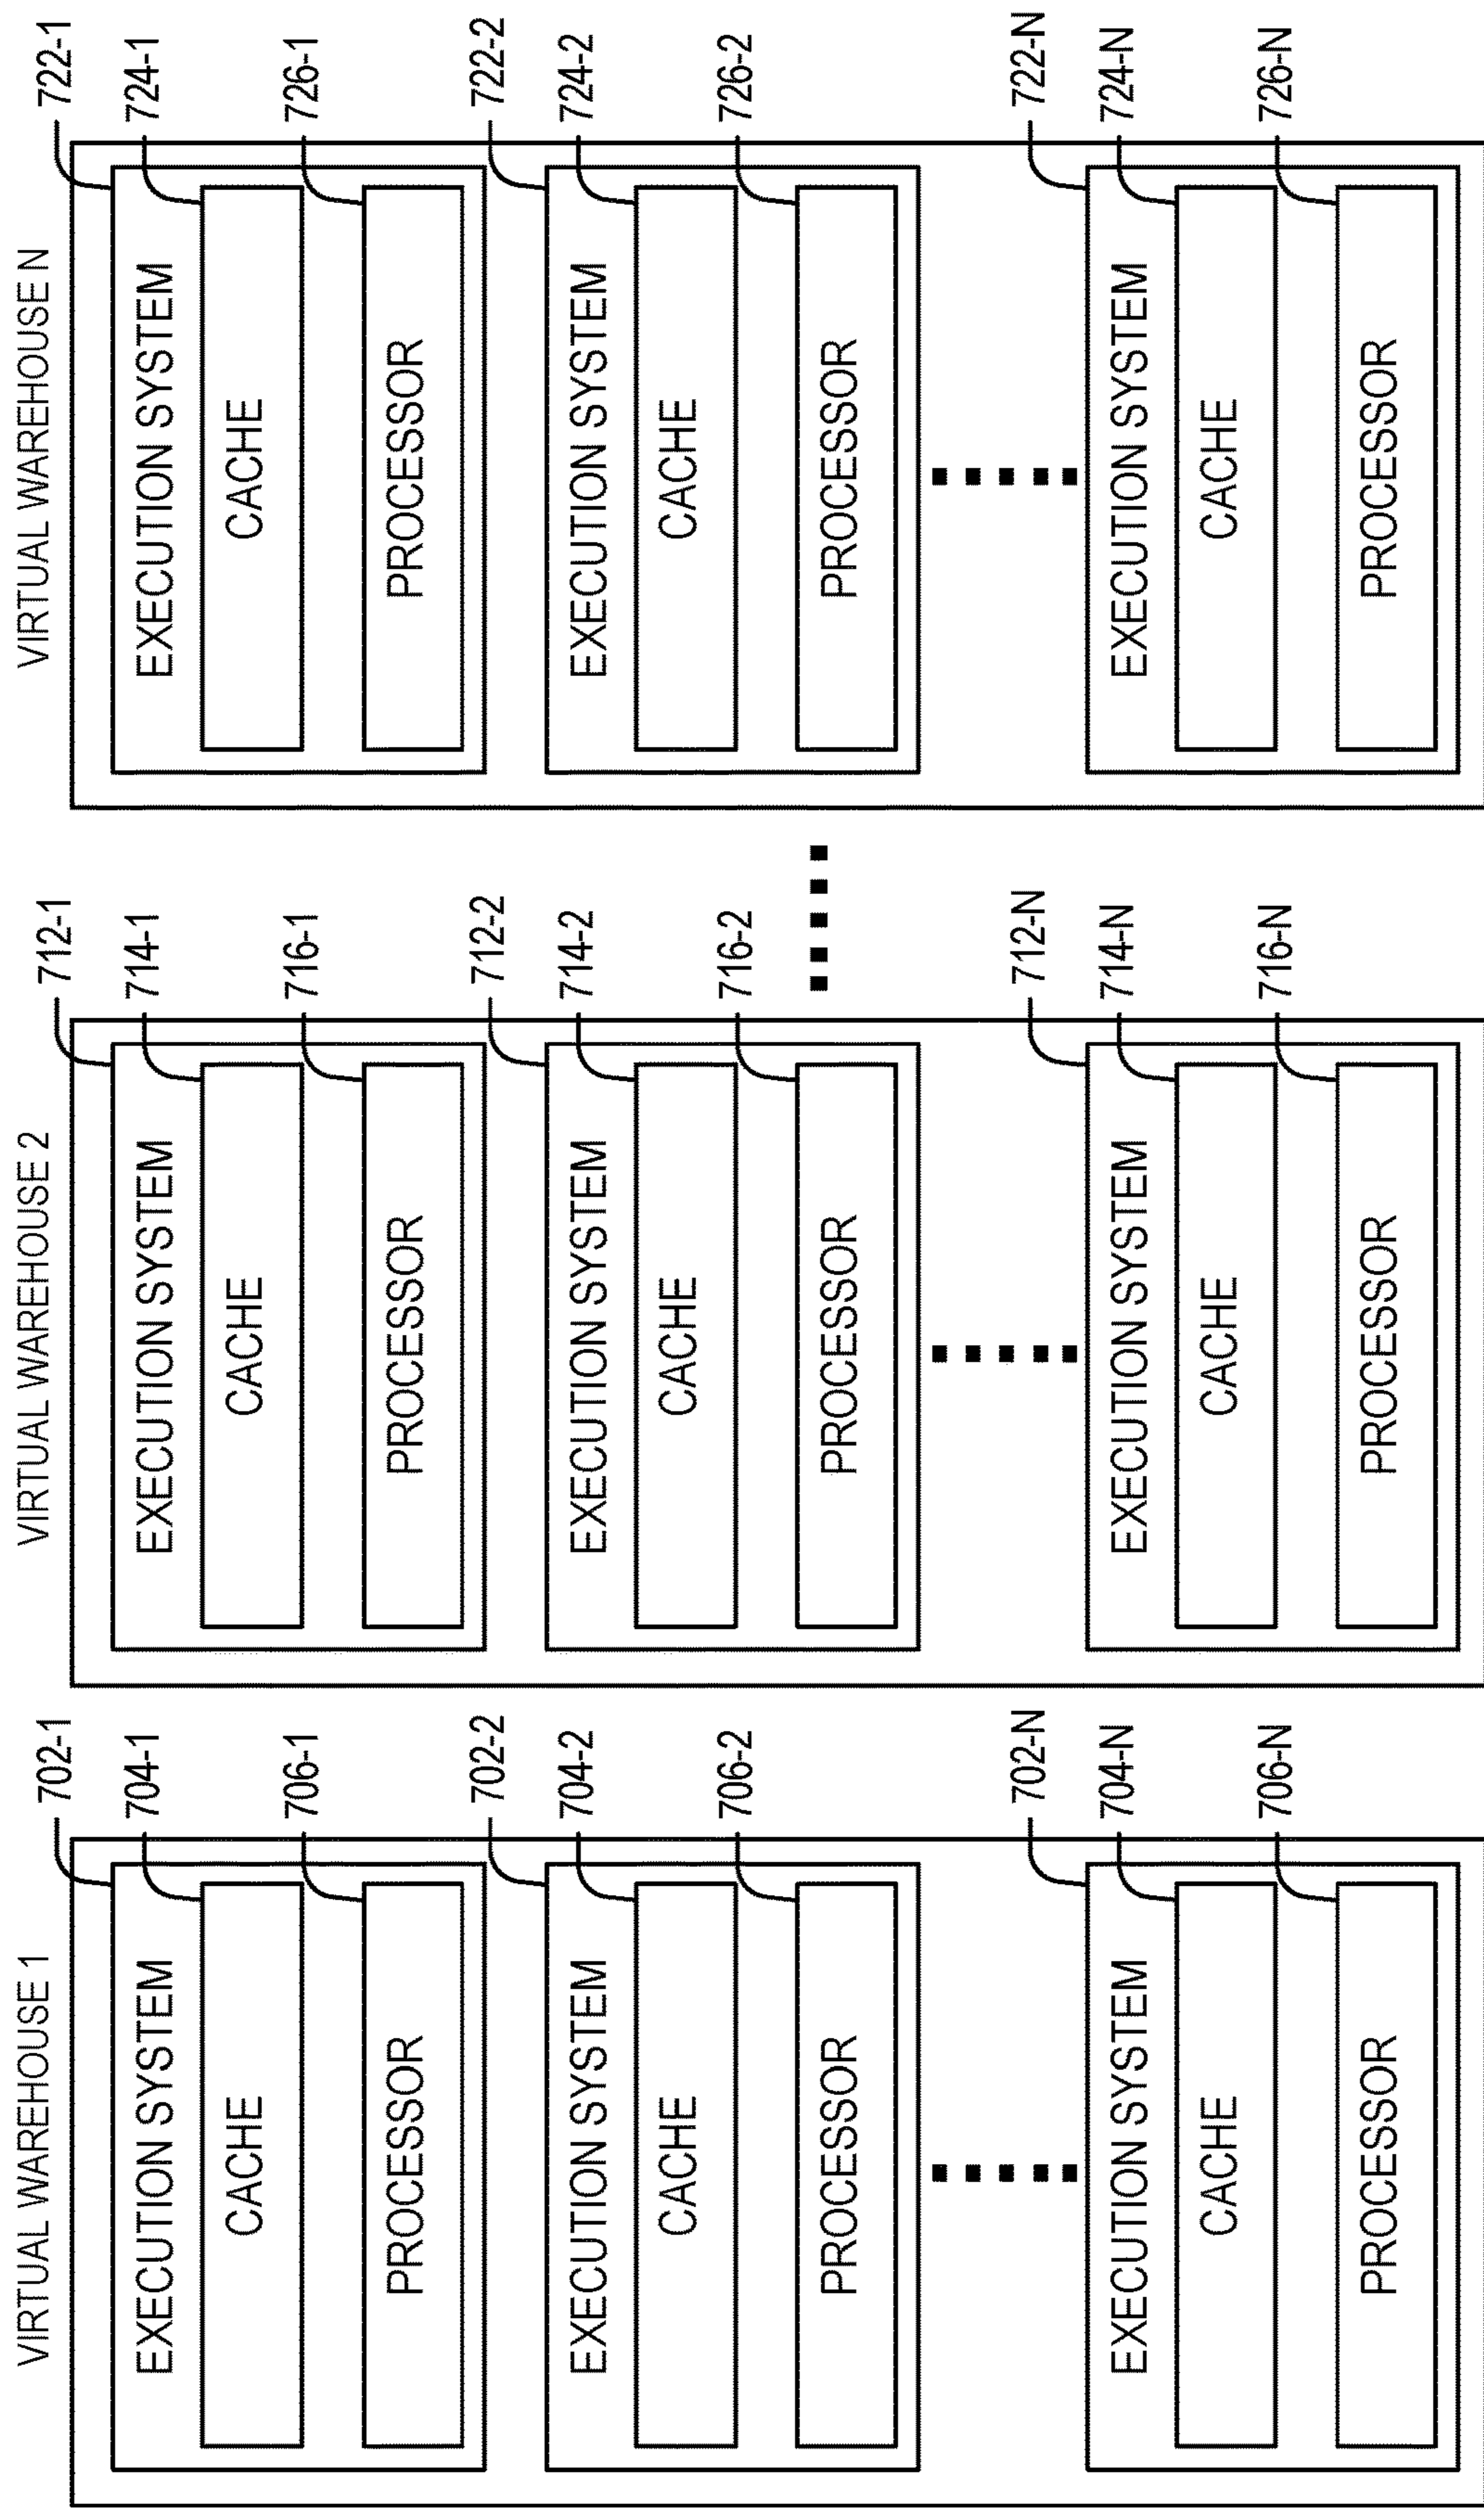 VIRTUAL WAREHOUSE 1
702-1
EXECUTION SYSTEM
704-1
CACHE
706-1
PROCESSOR
702-2
EXECUTION SYSTEM
704-2
CACHE
706-2
PROCESSOR
702-N
EXECUTION SYSTEM
704-N
CACHE
706-N
PROCESSOR
VIRTUAL WAREHOUSE 2
712-1
EXECUTION SYSTEM
714-1
CACHE
716-1
PROCESSOR
712-2
EXECUTION SYSTEM
714-2
CACHE
716-2
PROCESSOR
712-N
EXECUTION SYSTEM
714-N
CACHE
716-N
PROCESSOR
VIRTUAL WAREHOUSE N
722-1
EXECUTION SYSTEM
724-1
CACHE
726-1
PROCESSOR
722-2
EXECUTION SYSTEM
724-2
CACHE
726-2
PROCESSOR
722-N
EXECUTION SYSTEM
724-N
CACHE
726-N
PROCESSOR